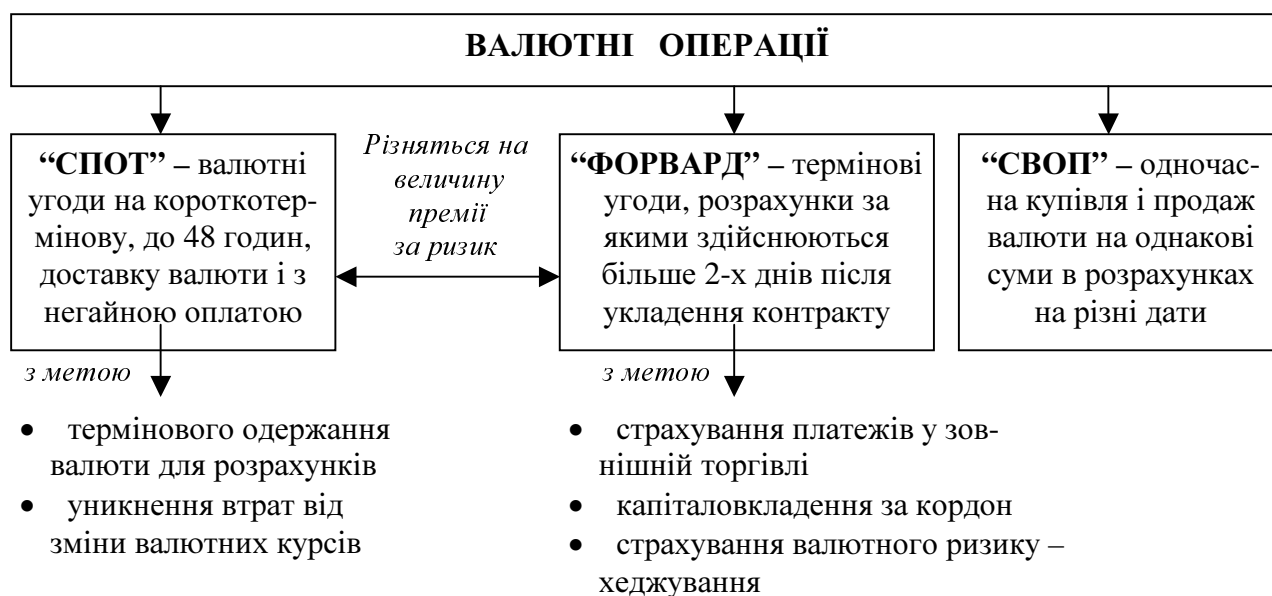 ВАЛЮТНІ ОПЕРАЦІЇ
“СПОТ” – валютні
угоди на короткотер-
мінову, до 48 годин,
доставку валюти і з
негайною оплатою
Різняться на
величину
премії
за ризик
“ФОРВАРД” – термінові
угоди, розрахунки за
якими здійснюються
більше 2-х днів після
укладення контракту
“СВОП” – одночас-
на купівля і продаж
валюти на однакові
суми в розрахунках
на різні дати
з метою
• термінового одержання
валюти для розрахунків
• уникнення втрат від
зміни валютних курсів
з метою
• страхування платежів у зов-
нішній торгівлі
• капіталовкладення за кордон
• страхування валютного ризику –
хеджування